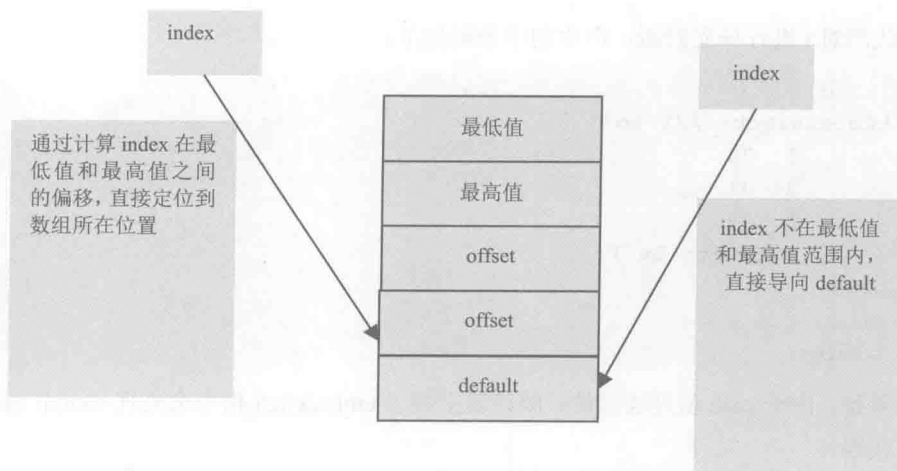 index
index
通过计算 index 在最
低值和最高值之间
的偏移，直接定位到
数组所在位置
最低值
最高值
offset
offset
default
index 不在最低值
和最高值范围内，
直接导向 default